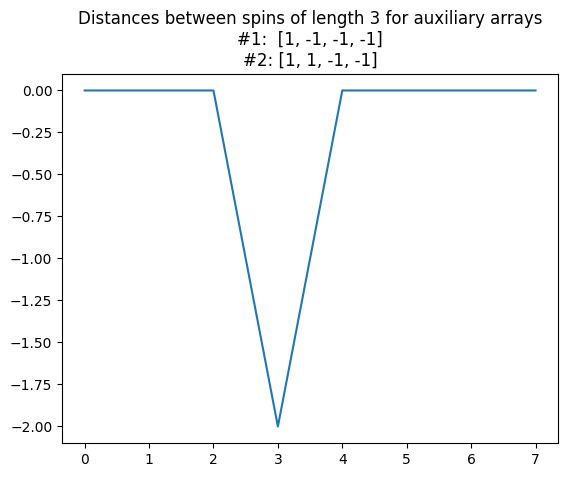 Distances between spins of length 3 for auxiliary arrays
#1:  [1, -1, -1, -1]
#2: [1, 1, -1, -1]
0.00
−0.25
−0.50
−0.75
−1.00
−1.25
−1.50
−1.75
−2.00
0 1 2 3 4 5 6 7